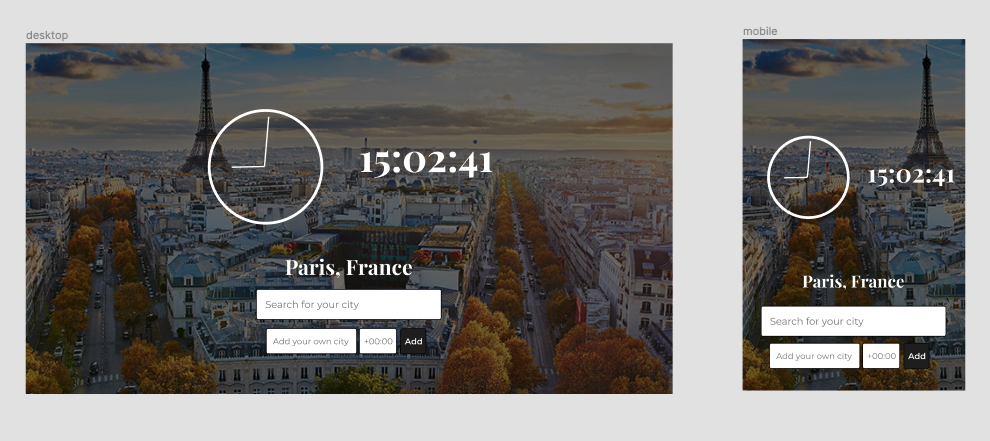 desktop
15:02:41
Paris, France
Search for your city
Add your own city
+00:00
Add
mobile
15:02:41
Paris, France
Search for your city
Add your own city
+00:00
Add